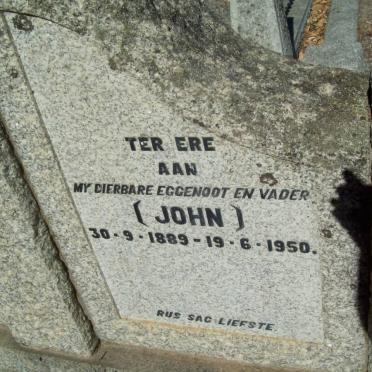 TER ERE
AAN
MY DIERBARE EGGENOOT EN VADER
( JOHN )
30 · 9 · 1889 - 19 · 6 · 1950.
RUS SAG LIEFSTE